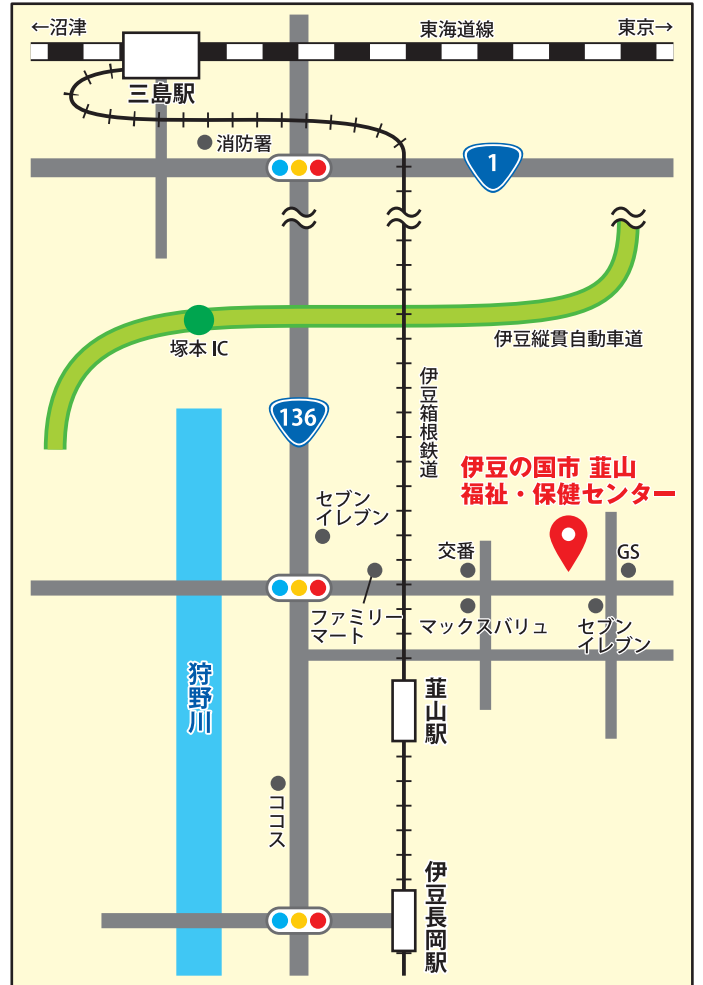 ←沼津
東海道線
東京→
三島駅
消防署
1
塚本 IC
伊豆縦貫自動車道
136
伊豆箱根鉄道
伊豆の国市 韮山
福祉・保健センター
セブン
イレブン
交番
GS
ファミリー
マート
マックスバリュ
セブン
イレブン
狩野川
韮山駅
ココス
伊豆長岡駅